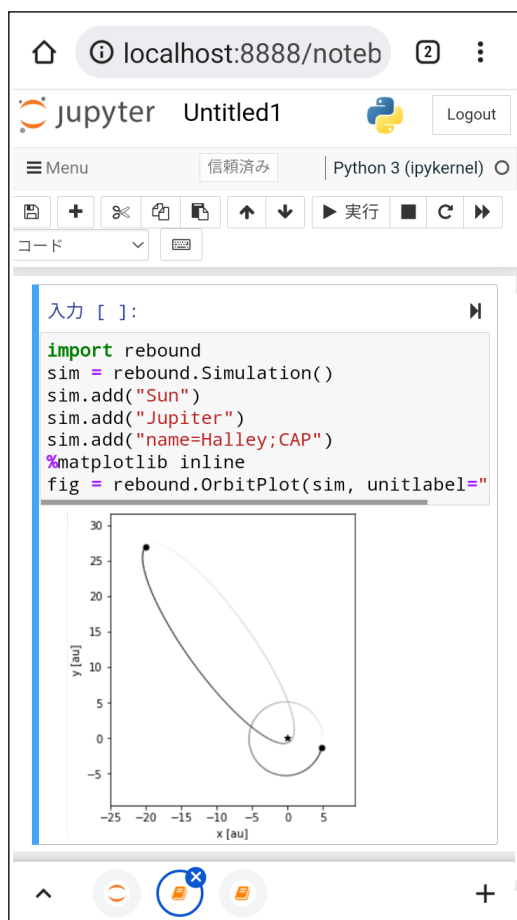 localhost:8888/noteb
2
jupyter Untitled1
Logout
Menu
信頼済み
Python 3 (ipykernel)
実行
コード
入力 [ ]:
import rebound
sim = rebound.Simulation()
sim.add("Sun")
sim.add("Jupiter")
sim.add("name=Halley;CAP")
%matplotlib inline
fig = rebound.OrbitPlot(sim, unitlabel="
30
25
20
15
10
5
0
−5
y [au]
−25 −20 −15 −10 −5 0 5
x [au]